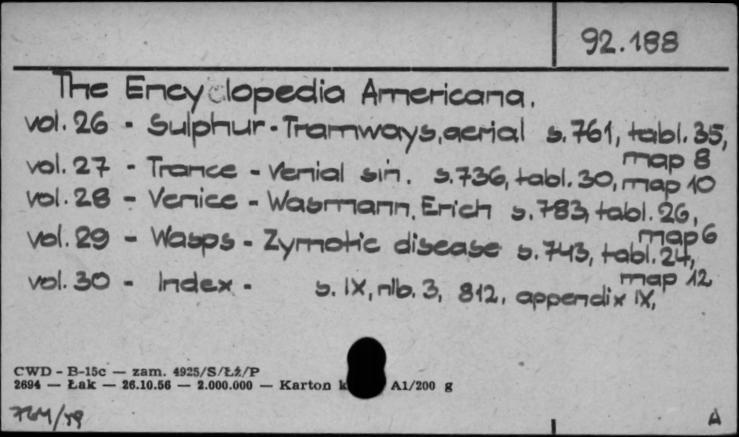 92.188
The Encyclopedia Americana.
vol. 26 - Sulphur - Tramways, aerial s. 761, tabl. 35, map 8
vol. 27 - Trance - Venial sin. s. 736, tabl. 30, map 10
vol. 28 - Venice - Wasmann, Erich s. 783, tabl. 26, map 6
vol. 29 - Wasps - Zymotic disease s. 743, tabl. 24, map 12
vol. 30 - Index - s. IX, nlb. 3, 812, appendix IX,
CWD - B-15c — zam. 4925/S/Łż/P
2694 — Łak — 26.10.56 — 2.000.000 — Karton k A1/200 g
A